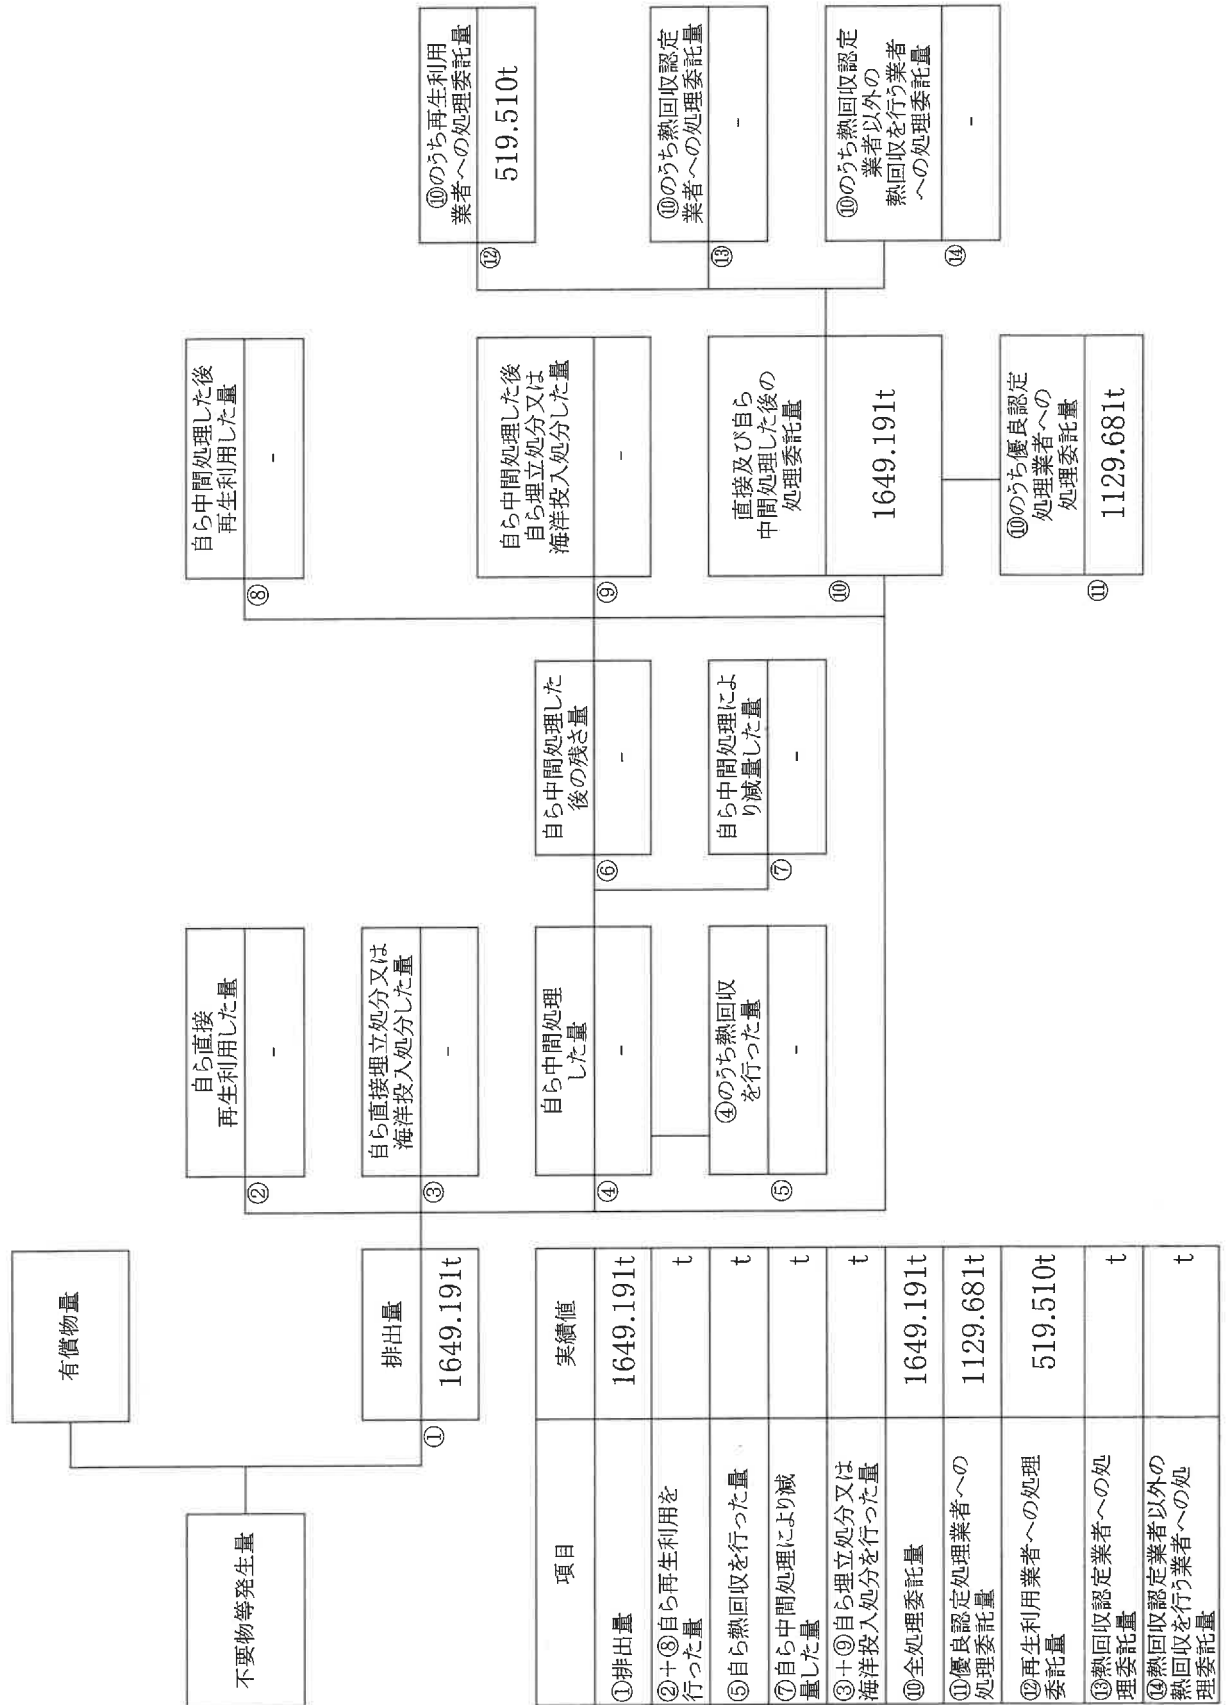 不要物等発生量
有償物量
①
排出量
1649.191t
②
自ら直接
再生利用した量
-
③
自ら直接埋立処分又は
海洋投入処分した量
-
④
自ら中間処理
した量
-
⑤
④のうち熱回収
を行った量
-
⑥
自ら中間処理した
後の残さ量
-
⑦
自ら中間処理によ
り減量した量
-
⑧
自ら中間処理した後
再生利用した量
-
⑨
自ら中間処理した後
自ら埋立処分又は
海洋投入処分した量
-
⑩
直接及び自ら
中間処理した後の
処理委託量
1649.191t
⑪
⑩のうち優良認定
処理業者への
処理委託量
1129.681t
⑫
⑩のうち再生利用
業者への処理委託量
519.510t
⑬
⑩のうち熱回収認定
業者への処理委託量
-
⑭
⑩のうち熱回収認定
業者以外の
熱回収を行う業者
への処理委託量
-
項目 実績値
①排出量 1649.191t
②+⑧自ら再生利用を
行った量 t
⑤自ら熱回収を行った量 t
⑦自ら中間処理により減
量した量 t
③+⑨自ら埋立処分又は
海洋投入処分を行った量 t
⑩全処理委託量 1649.191t
⑪優良認定処理業者への
処理委託量 1129.681t
⑫再生利用業者への処理
委託量 519.510t
⑬熱回収認定業者への処
理委託量 t
⑭熱回収認定業者以外の
熱回収を行う業者への処
理委託量 t